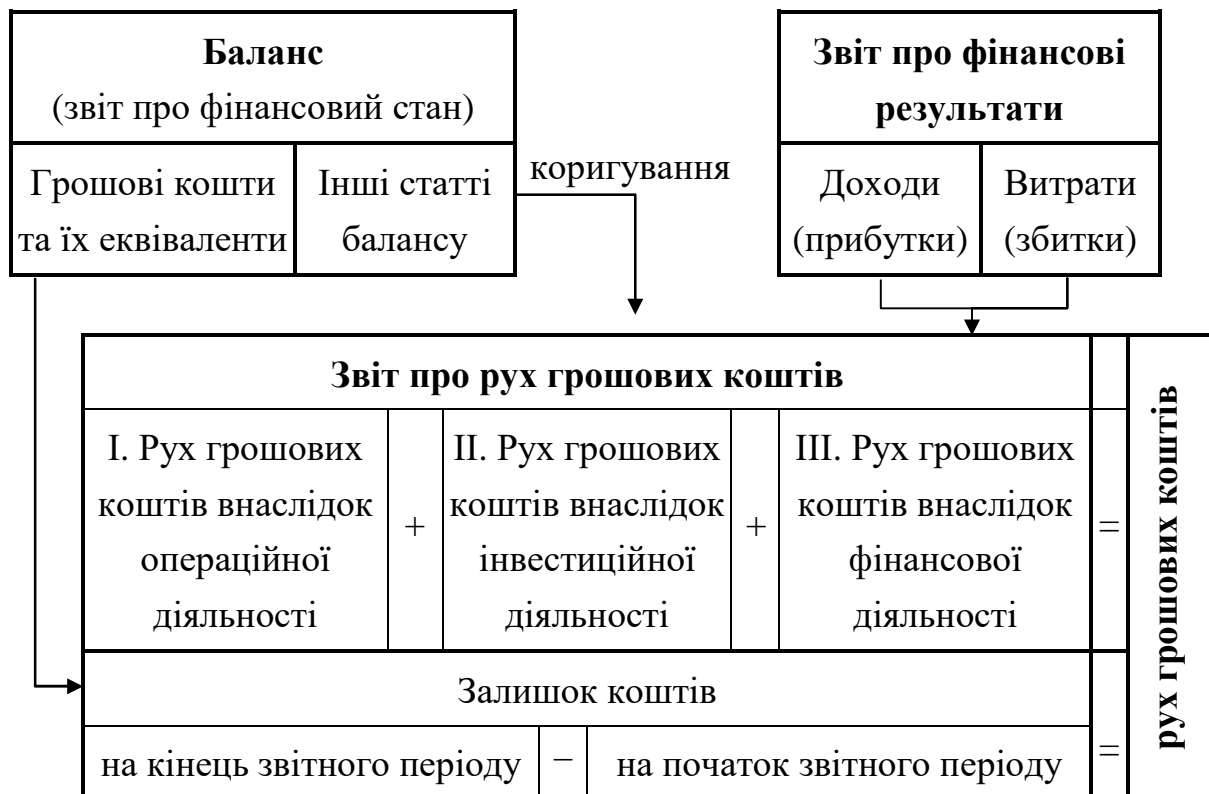 Баланс
(звіт про фінансовий стан)
Грошові кошти
та їх еквіваленти
Інші статті
балансу
коригування
Звіт про фінансові
результати
Доходи
(прибутки)
Витрати
(збитки)
Звіт про рух грошових коштів
І. Рух грошових
коштів внаслідок
операційної
діяльності
+
ІІ. Рух грошових
коштів внаслідок
інвестиційної
діяльності
+
ІІІ. Рух грошових
коштів внаслідок
фінансової
діяльності
=
Залишок коштів
на кінець звітного періоду
−
на початок звітного періоду
=
рух грошових коштів